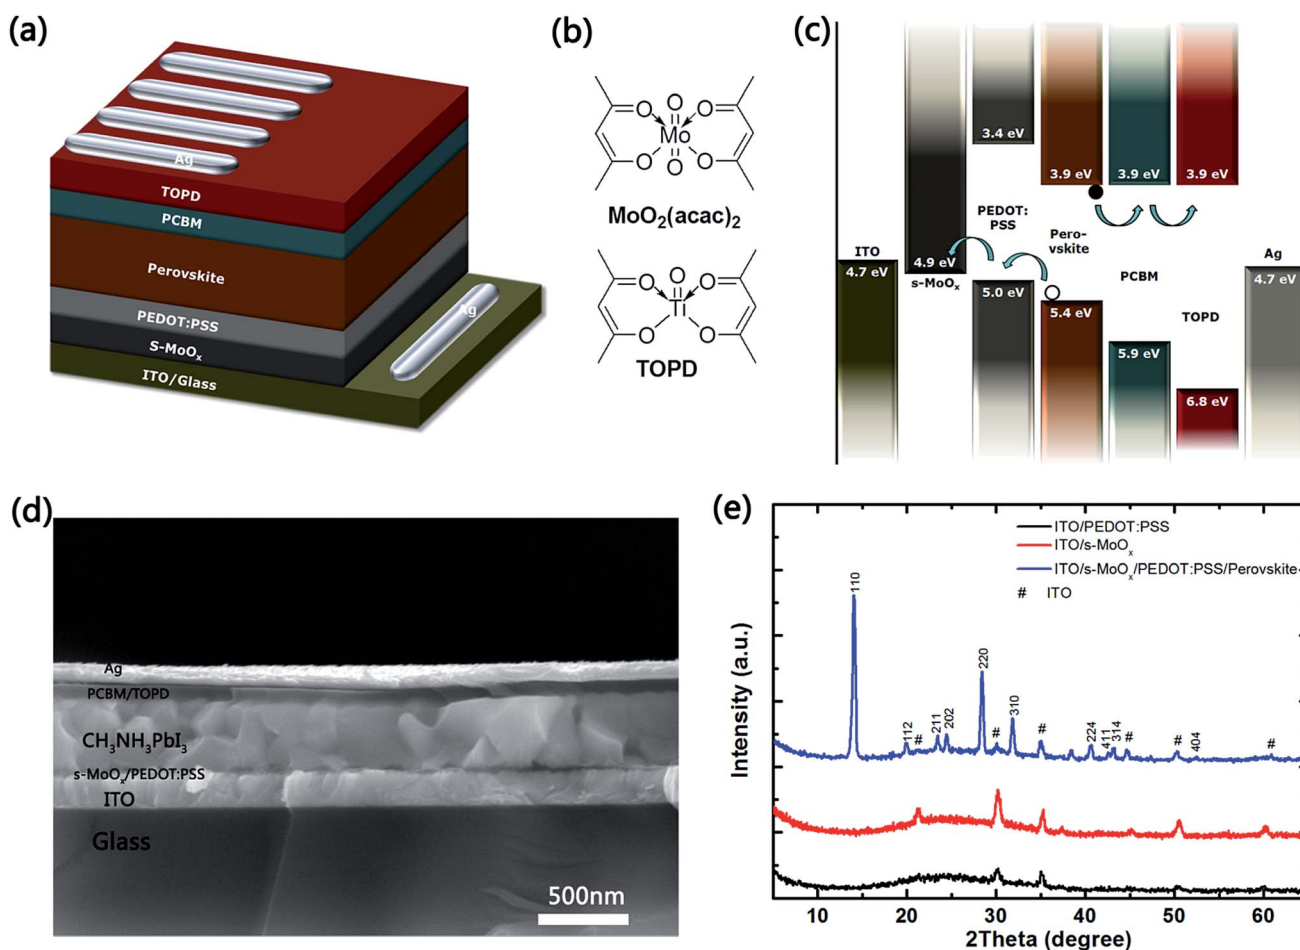 (a)
Ag
TOPD
PCBM
Perovskite
PEDOT:PSS
S-MoOx
ITO/Glass
Ag
(b)
O
O
O
Mo
O
O
O
MoO2(acac)2
O
O
O
Ti
O
O
TOPD
(c)
3.4 eV
3.9 eV
3.9 eV
3.9 eV
PEDOT:
PSS
Pero-
vskite
ITO
4.7 eV
4.9 eV
s-MoOx
5.0 eV
5.4 eV
PCBM
5.9 eV
TOPD
6.8 eV
Ag
4.7 eV
(d)
Ag
PCBM/TOPD
CH3NH3PbI3
s-MoOx/PEDOT:PSS
ITO
Glass
500nm
(e)
ITO/PEDOT:PSS
ITO/s-MoOx
ITO/s-MoOx/PEDOT:PSS/Perovskite
# ITO
110
112
#
211
202
220
#
310
#
224
411
314
#
#
404
#
Intensity (a.u.)
10 20 30 40 50 60
2Theta (degree)